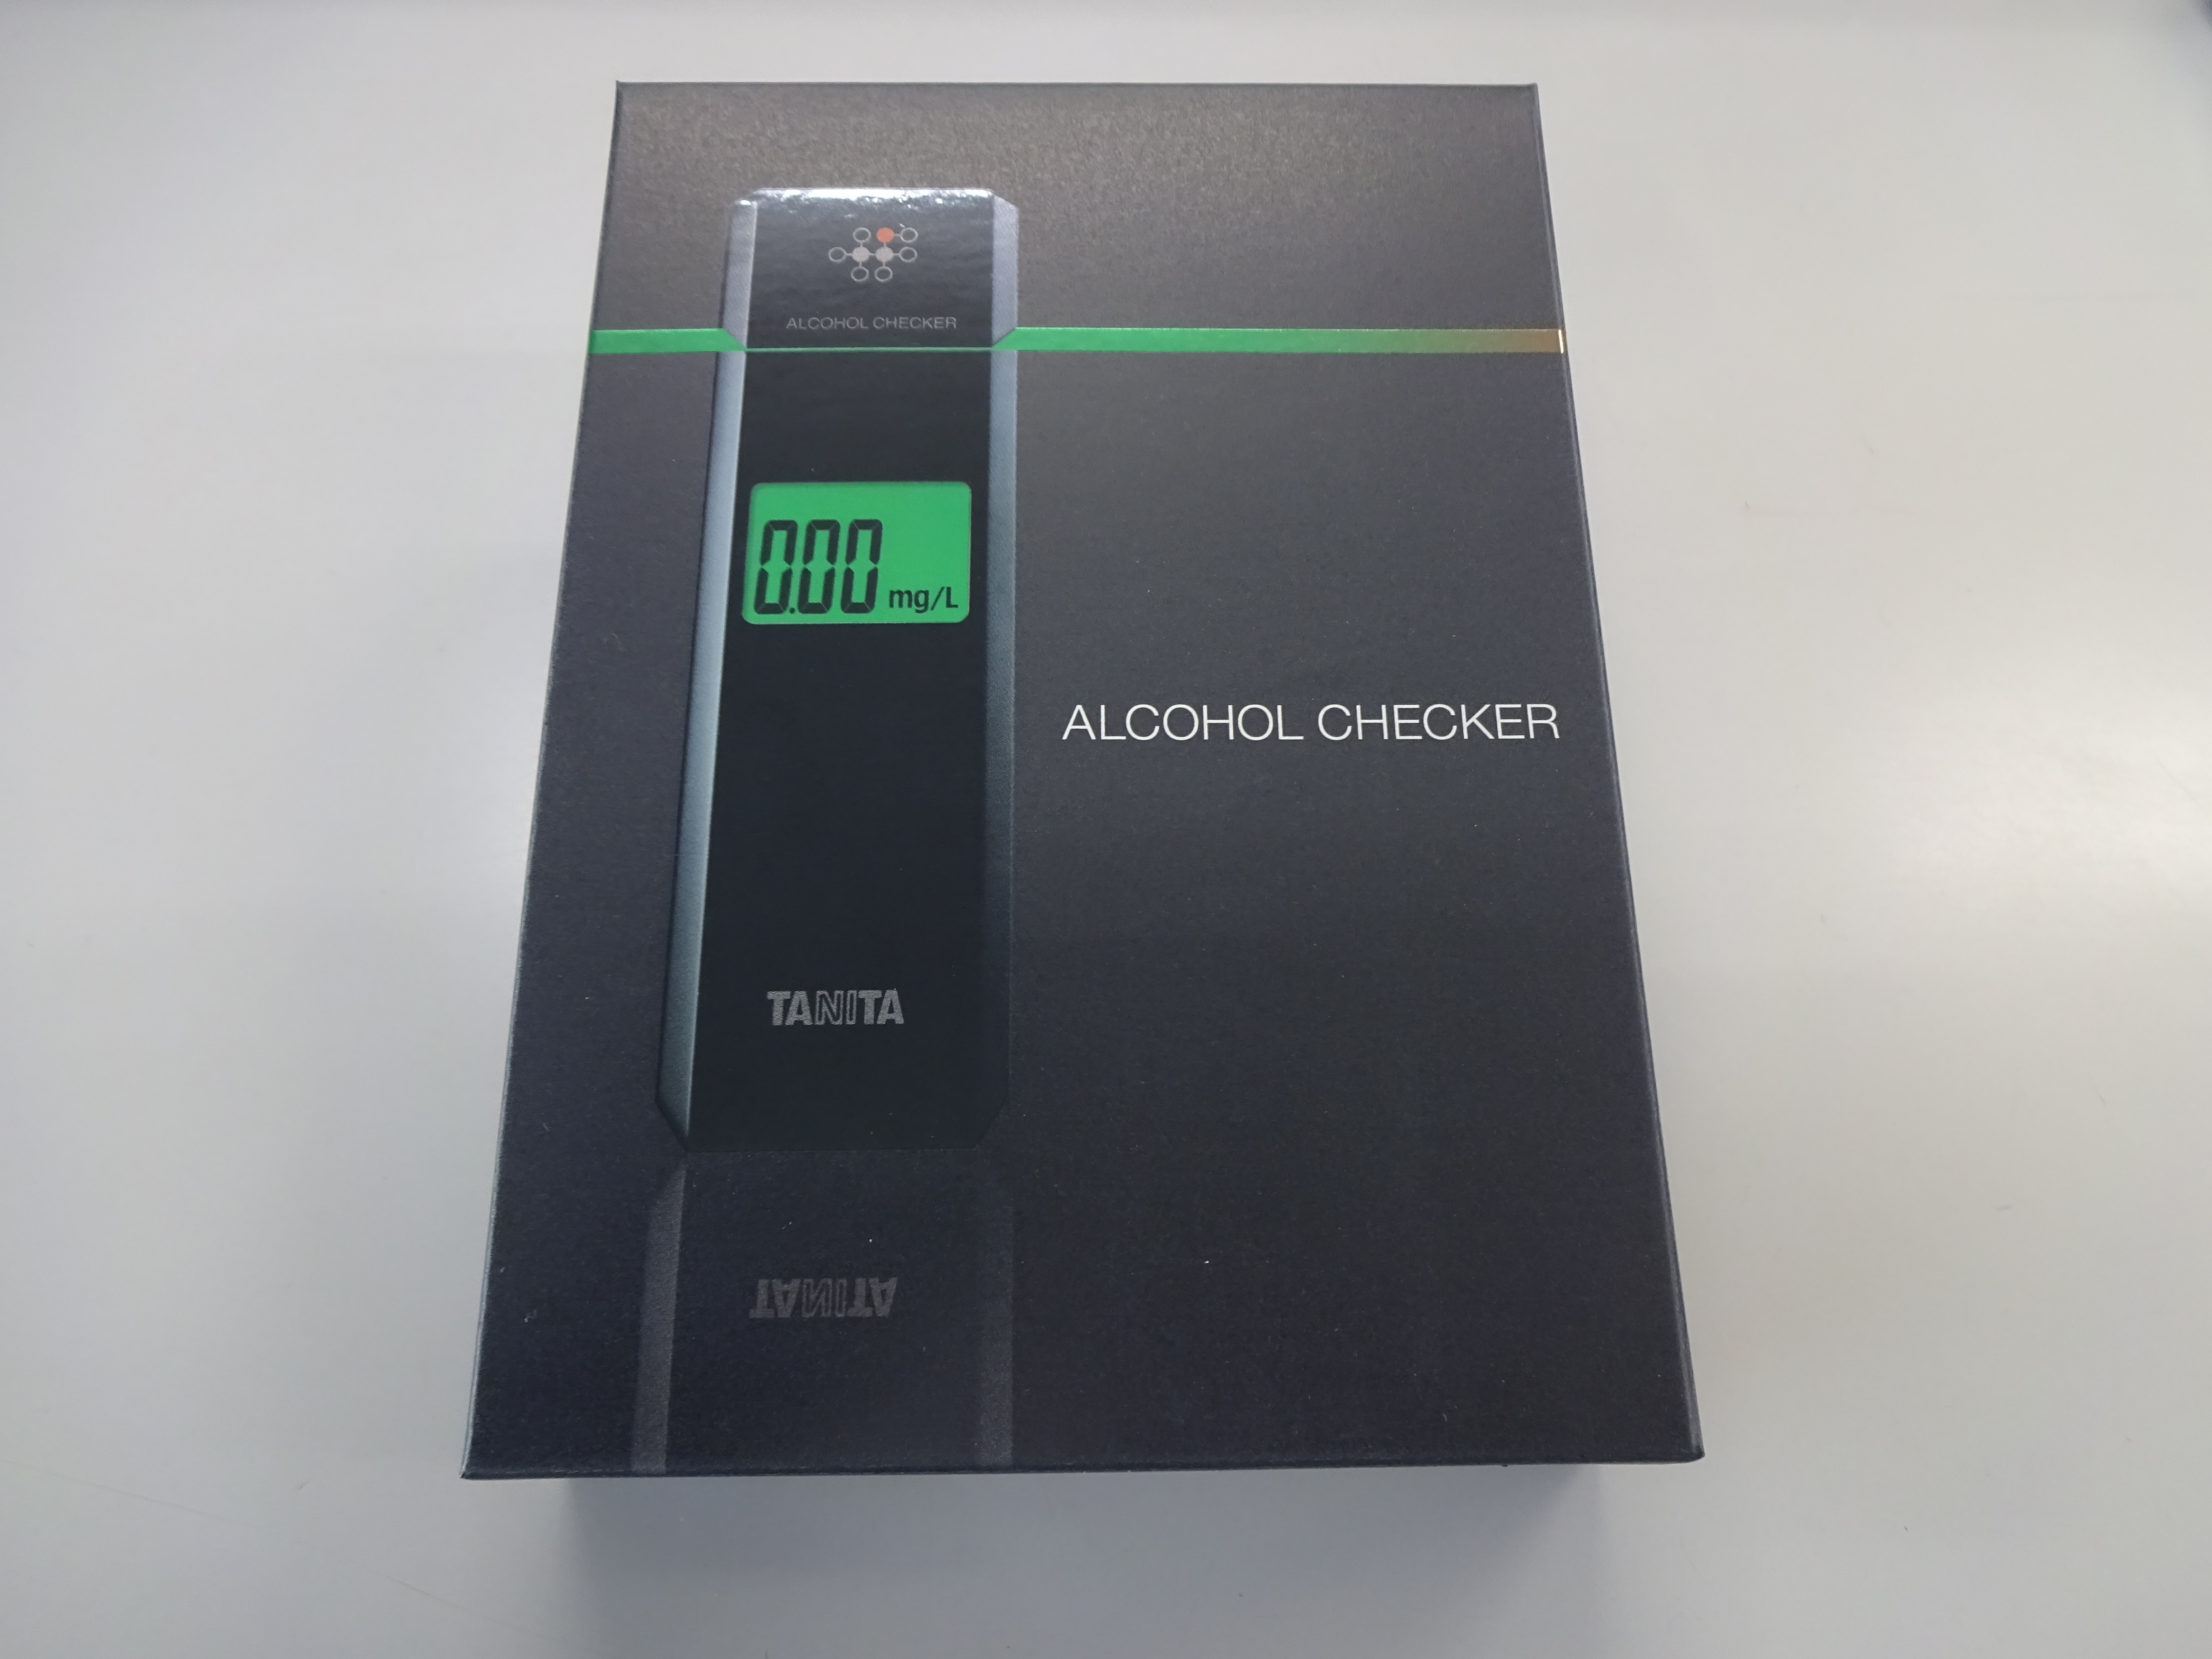 ALCOHOL CHECKER
0.00 mg/L
ALCOHOL CHECKER
TANITA
TANITA